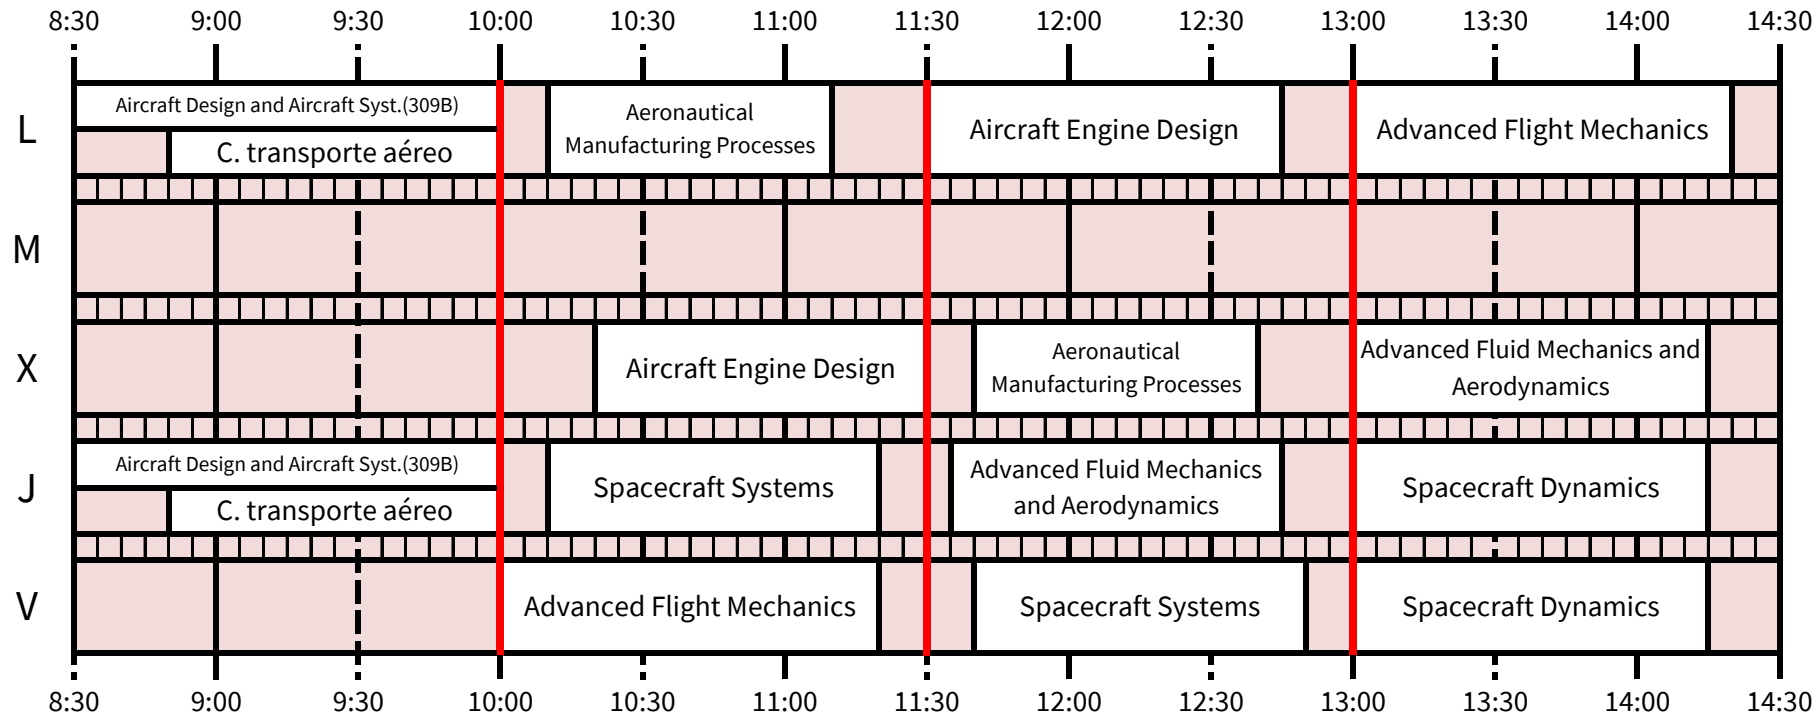 8:30 9:00 9:30 10:00 10:30 11:00 11:30 12:00 12:30 13:00 13:30 14:00 14:30
L
Aircraft Design and Aircraft Syst.(309B)
C. transporte aéreo
Aeronautical
Manufacturing Processes
Aircraft Engine Design
Advanced Flight Mechanics
M
X
Aircraft Engine Design
Aeronautical
Manufacturing Processes
Advanced Fluid Mechanics and
Aerodynamics
J
Aircraft Design and Aircraft Syst.(309B)
C. transporte aéreo
Spacecraft Systems
Advanced Fluid Mechanics
and Aerodynamics
Spacecraft Dynamics
V
Advanced Flight Mechanics
Spacecraft Systems
Spacecraft Dynamics
8:30 9:00 9:30 10:00 10:30 11:00 11:30 12:00 12:30 13:00 13:30 14:00 14:30